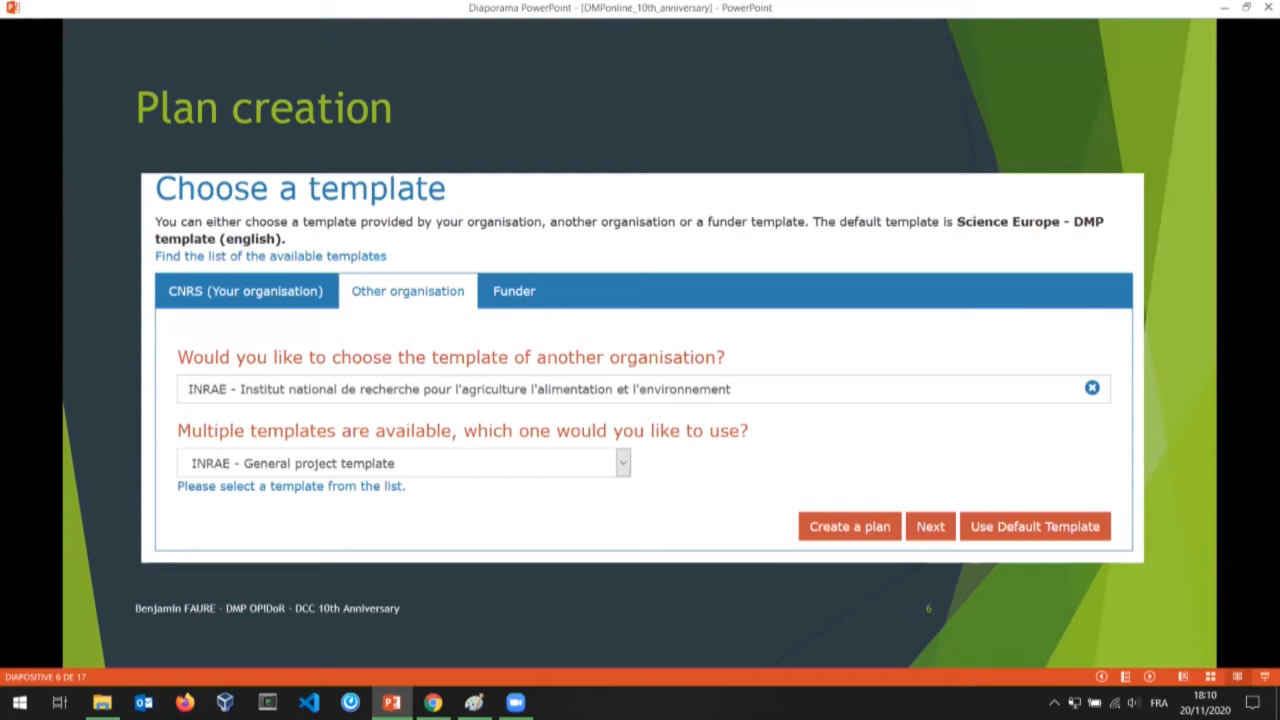 Diaporama PowerPoint - [DMPonline_10th_anniversary] - PowerPoint
Plan creation
Choose a template
You can either choose a template provided by your organisation, another organisation or a funder template. The default template is Science Europe - DMP
template (english).
Find the list of the available templates
CNRS (Your organisation) Other organisation Funder
Would you like to choose the template of another organisation?
INRAE - Institut national de recherche pour l'agriculture l'alimentation et l'environnement
Multiple templates are available, which one would you like to use?
INRAE - General project template
Please select a template from the list.
Create a plan Next Use Default Template
Benjamin FAURE - DMP OPIDoR - DCC 10th Anniversary 6
DIAPOSITIVE 6 DE 17
FRA 18:10
20/11/2020